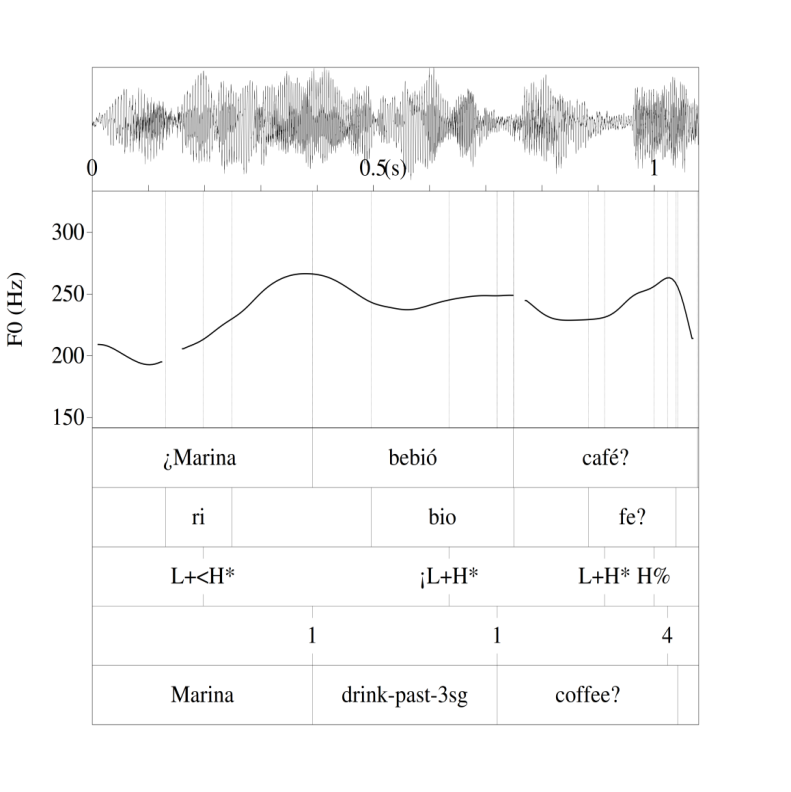 0 0.5 (s) 1
F0 (Hz)
300
250
200
150
¿Marina bebió café?
ri bio fe?
L+<H* ¡L+H* L+H* H%
1 1 4
Marina drink-past-3sg coffee?